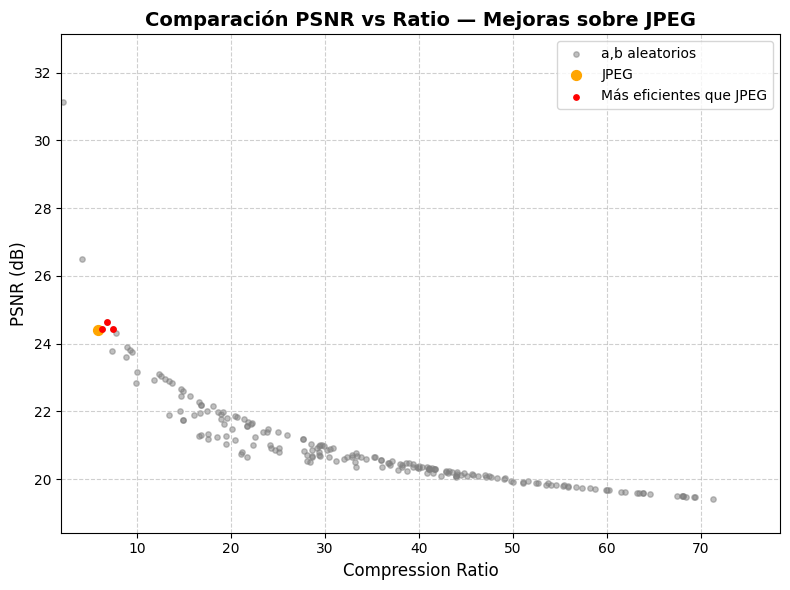 Comparación PSNR vs Ratio — Mejoras sobre JPEG
a,b aleatorios
JPEG
Más eficientes que JPEG
PSNR (dB)
32
30
28
26
24
22
20
10 20 30 40 50 60 70
Compression Ratio